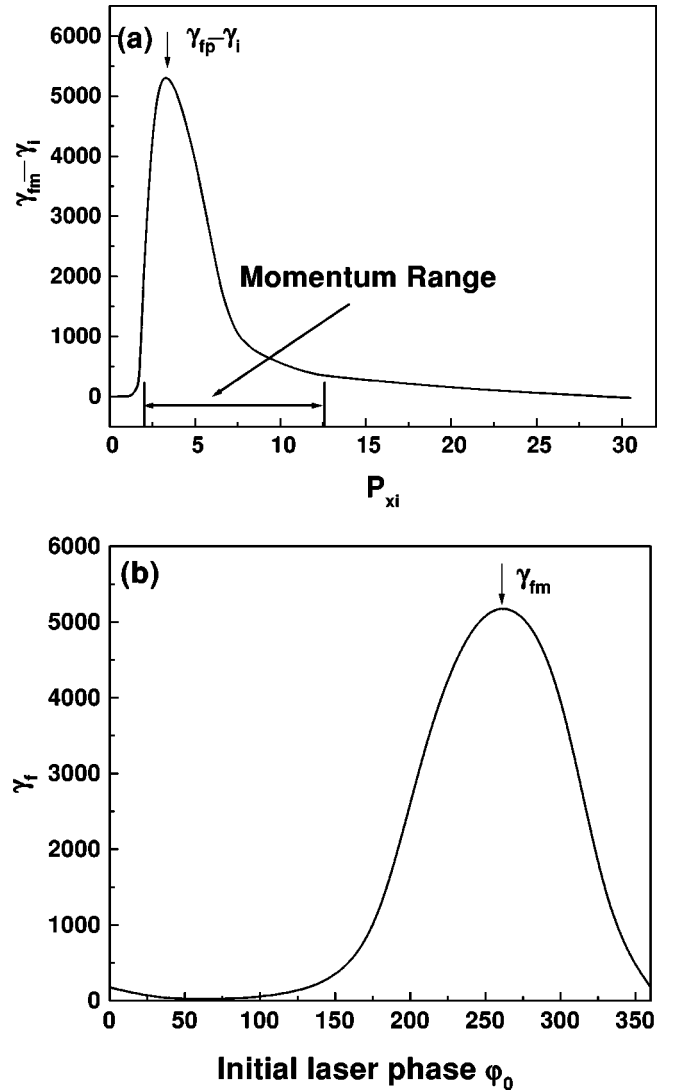 (a)
γfp−γi
6000
5000
4000
3000
2000
1000
0
γfm−γi
Momentum Range
0 5 10 15 20 25 30
Pxi
(b)
γfm
6000
5000
4000
3000
2000
1000
0
γf
0 50 100 150 200 250 300 350
Initial laser phase φ0